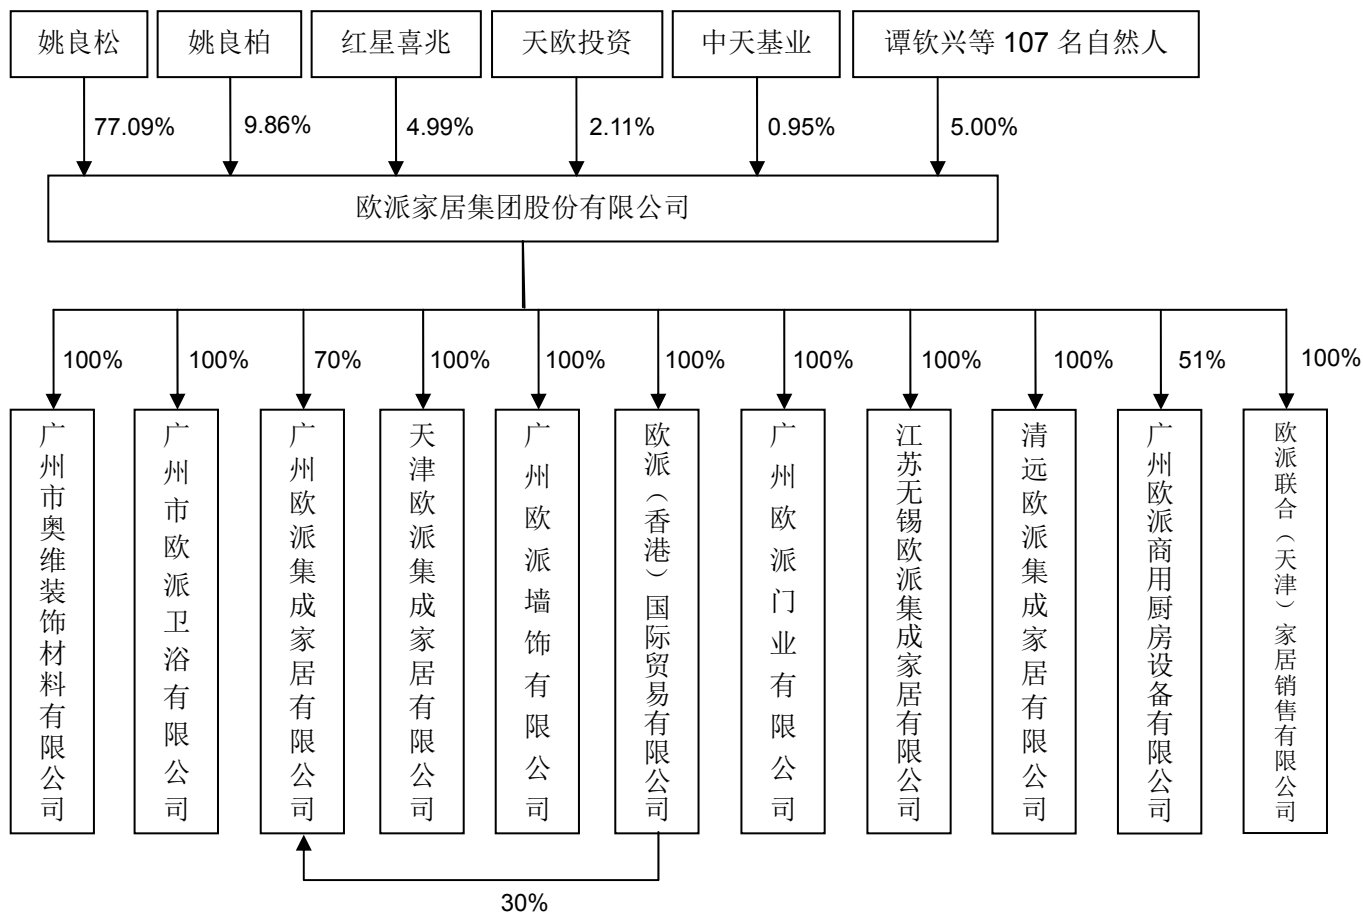 姚良松
姚良柏
红星喜兆
天欧投资
中天基业
谭钦兴等 107 名自然人
77.09%
9.86%
4.99%
2.11%
0.95%
5.00%
欧派家居集团股份有限公司
100%
100%
70%
100%
100%
100%
100%
100%
100%
51%
100%
广州市奥维装饰材料有限公司
广州市欧派卫浴有限公司
广州欧派集成家居有限公司
天津欧派集成家居有限公司
广州欧派墙饰有限公司
欧派（香港）国际贸易有限公司
广州欧派门业有限公司
江苏无锡欧派集成家居有限公司
清远欧派集成家居有限公司
广州欧派商用厨房设备有限公司
欧派联合（天津）家居销售有限公司
30%